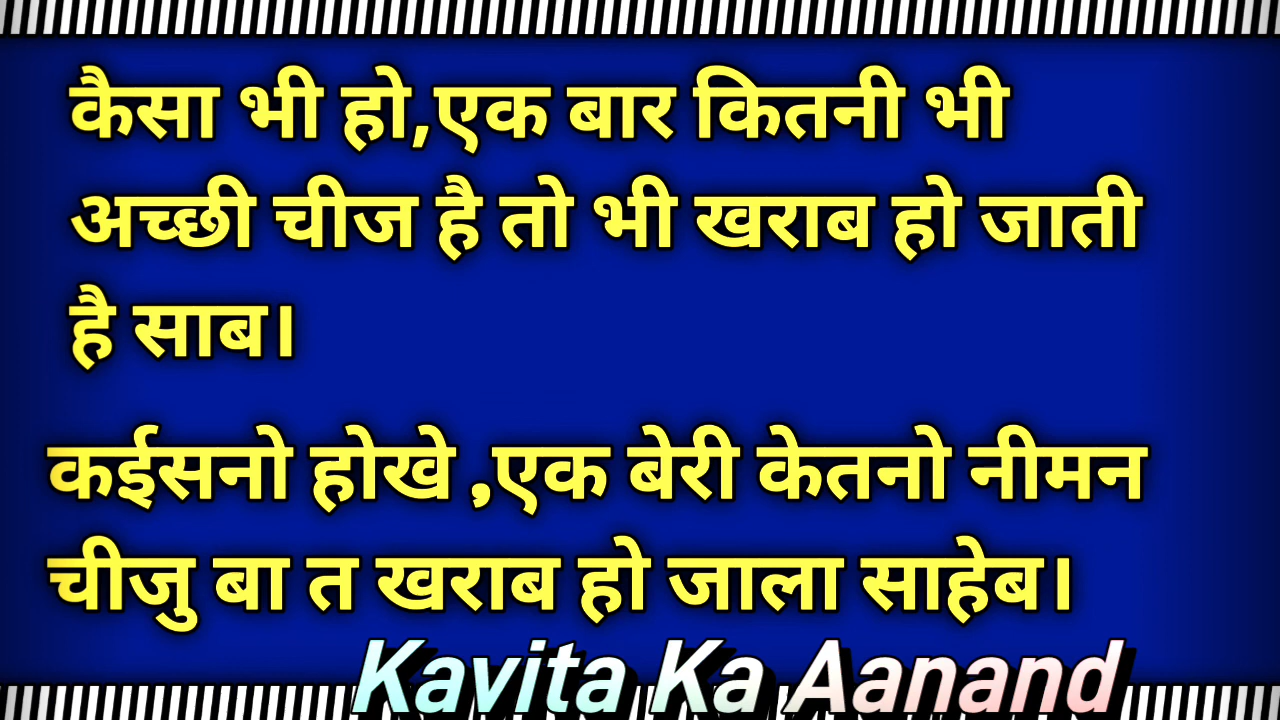 कैसा भी हो,एक बार कितनी भी
अच्छी चीज है तो भी खराब हो जाती
है साब।
कईसनो होखे ,एक बेरी केतनो नीमन
चीजु बा त खराब हो जाला साहेब।
Kavita Ka Aanand